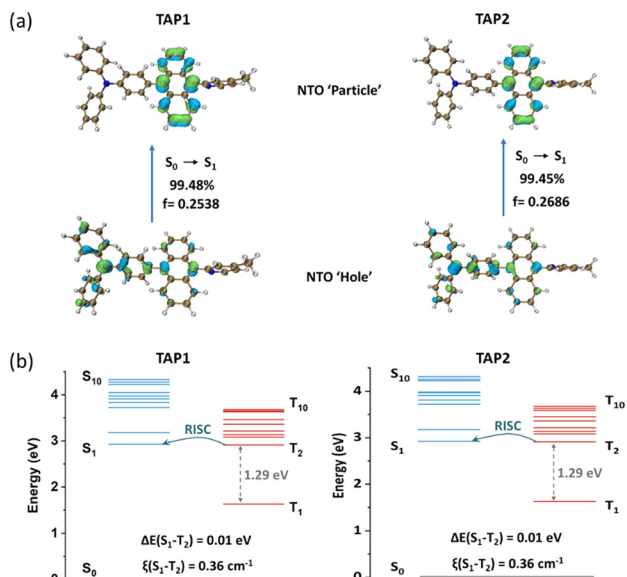 (a)
TAP1
TAP2
NTO 'Particle'
S₀ → S₁
99.48%
f= 0.2538
S₀ → S₁
99.45%
f= 0.2686
NTO 'Hole'
(b)
TAP1
TAP2
Energy (eV)
4
3
2
1
0
S₁₀
S₁
S₀
RISC
T₁₀
T₂
1.29 eV
T₁
ΔE(S₁-T₂) = 0.01 eV
ξ(S₁-T₂) = 0.36 cm⁻¹
Energy (eV)
4
3
2
1
0
S₁₀
S₁
S₀
RISC
T₁₀
T₂
1.29 eV
T₁
ΔE(S₁-T₂) = 0.01 eV
ξ(S₁-T₂) = 0.36 cm⁻¹